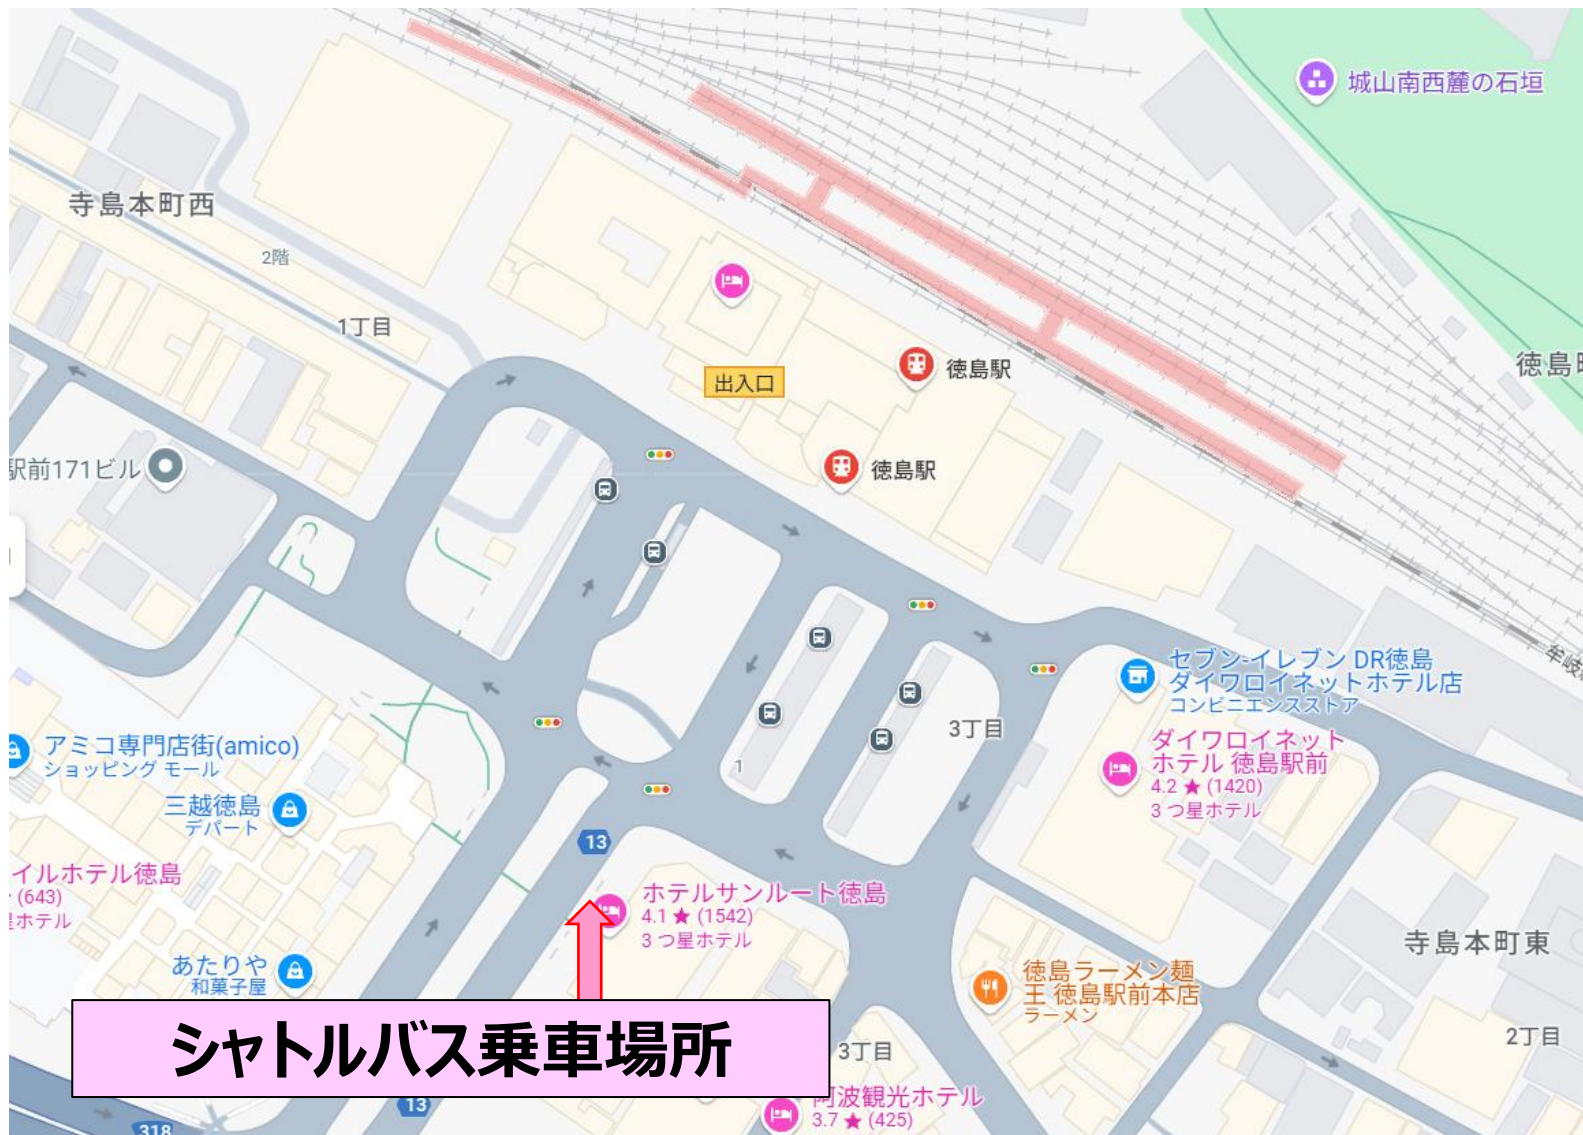 城山南西麓の石垣
寺島本町西
2階
1丁目
出入口
徳島駅
徳島
駅前171ビル
徳島駅
セブン-イレブン DR徳島
ダイワロイネットホテル店
コンビニエンスストア
3丁目
ダイワロイネット
ホテル 徳島駅前
4.2 ★ (1420)
3 つ星ホテル
アミコ専門店街(amico)
ショッピング モール
1
三越徳島
デパート
13
イルホテル徳島
(643)
星ホテル
ホテルサンルート徳島
4.1 ★ (1542)
3 つ星ホテル
寺島本町東
あたりや
和菓子屋
徳島ラーメン麺
王 徳島駅前本店
ラーメン
シャトルバス乗車場所
3丁目
2丁目
阿波観光ホテル
3.7 ★ (425)
13
318